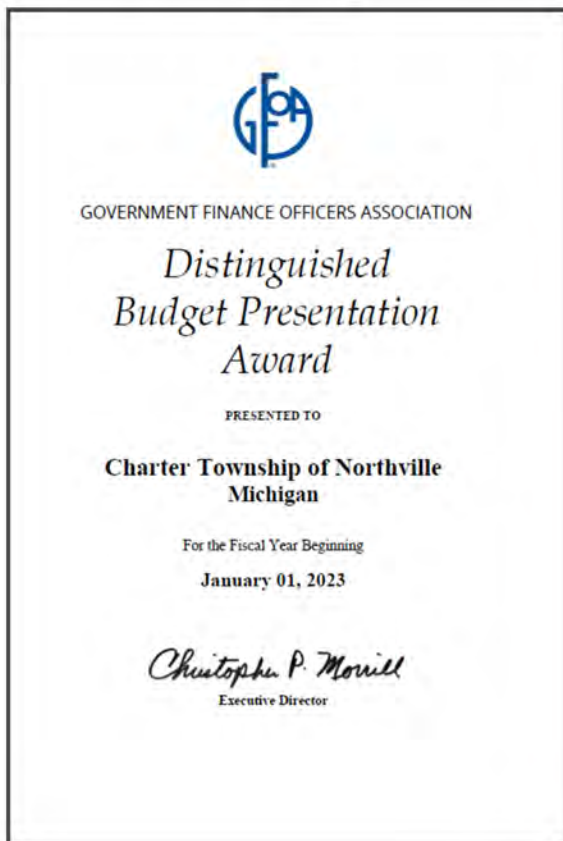 GFOA
GOVERNMENT FINANCE OFFICERS ASSOCIATION
Distinguished
Budget Presentation
Award
PRESENTED TO
Charter Township of Northville
Michigan
For the Fiscal Year Beginning
January 01, 2023
Christopher P. Morrill
Executive Director